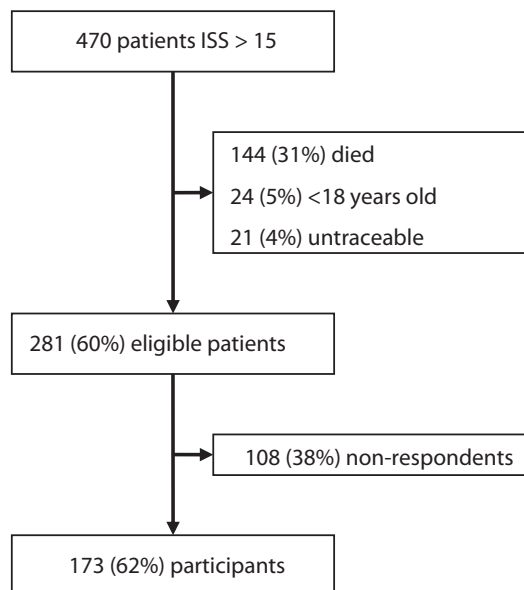 470 patients ISS > 15
144 (31%) died
24 (5%) <18 years old
21 (4%) untraceable
281 (60%) eligible patients
108 (38%) non-respondents
173 (62%) participants